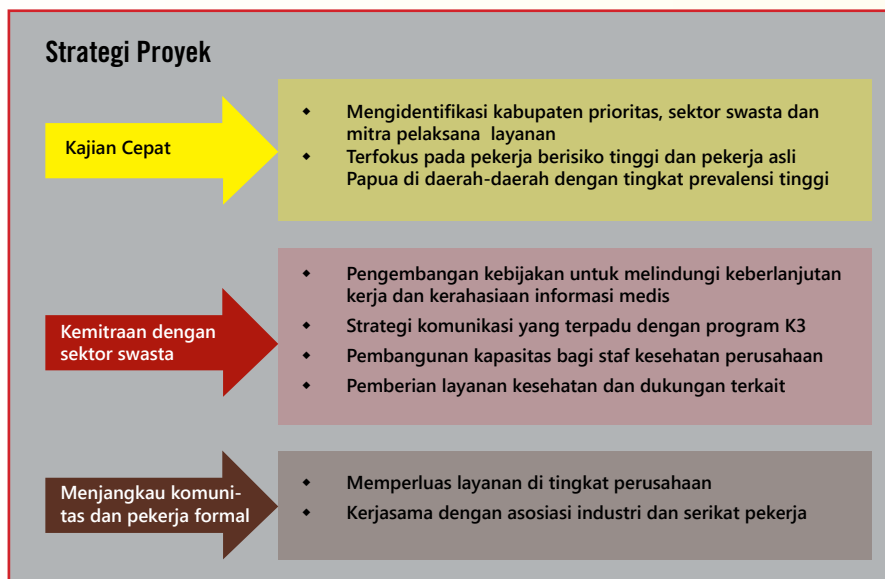 Strategi Proyek
Kajian Cepat
◆ Mengidentifikasi kabupaten prioritas, sektor swasta dan
mitra pelaksana layanan
◆ Terfokus pada pekerja berisiko tinggi dan pekerja asli
Papua di daerah-daerah dengan tingkat prevalensi tinggi
Kemitraan dengan
sektor swasta
◆ Pengembangan kebijakan untuk melindungi keberlanjutan
kerja dan kerahasiaan informasi medis
◆ Strategi komunikasi yang terpadu dengan program K3
◆ Pembangunan kapasitas bagi staf kesehatan perusahaan
◆ Pemberian layanan kesehatan dan dukungan terkait
Menjangkau komuni-
tas dan pekerja formal
◆ Memperluas layanan di tingkat perusahaan
◆ Kerjasama dengan asosiasi industri dan serikat pekerja